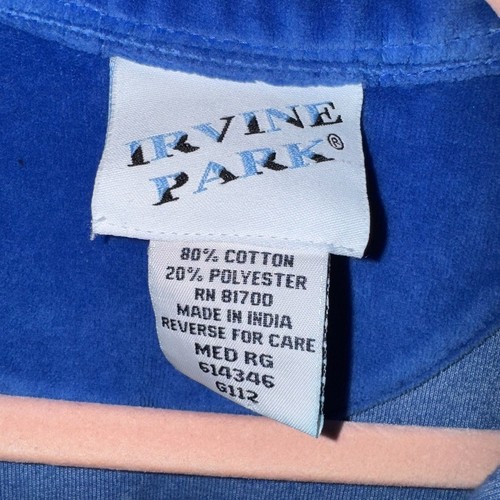 IRVINE
PARK®
80% COTTON
20% POLYESTER
RN 81700
MADE IN INDIA
REVERSE FOR CARE
MED RG
614346
G112